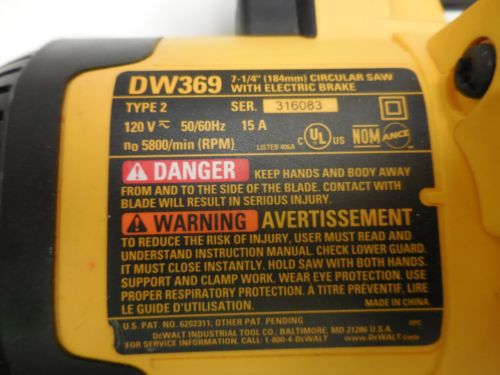 DW369 7-1/4" (184mm) CIRCULAR SAW
WITH ELECTRIC BRAKE
TYPE 2 SER. 316083
120 V 50/60Hz 15 A
no 5800/min (RPM) LISTED 406A C UL US NOM ANCE
DANGER KEEP HANDS AND BODY AWAY
FROM AND TO THE SIDE OF THE BLADE. CONTACT WITH
BLADE WILL RESULT IN SERIOUS INJURY.
WARNING AVERTISSEMENT
TO REDUCE THE RISK OF INJURY, USER MUST READ AND
UNDERSTAND INSTRUCTION MANUAL. CHECK LOWER GUARD.
IT MUST CLOSE INSTANTLY. HOLD SAW WITH BOTH HANDS.
SUPPORT AND CLAMP WORK. WEAR EYE PROTECTION. USE
PROPER RESPIRATORY PROTECTION. À TITRE PRÉVENTIF, LIRE
LE GUIDE D'UTILISATION. MADE IN CHINA
U.S. PAT. NO. 6202311, OTHER PAT. PENDING
DEWALT INDUSTRIAL TOOL CO., BALTIMORE, MD 21286 U.S.A.
FOR SERVICE INFORMATION, CALL 1-800-4-DEWALT www.DEWALT.com